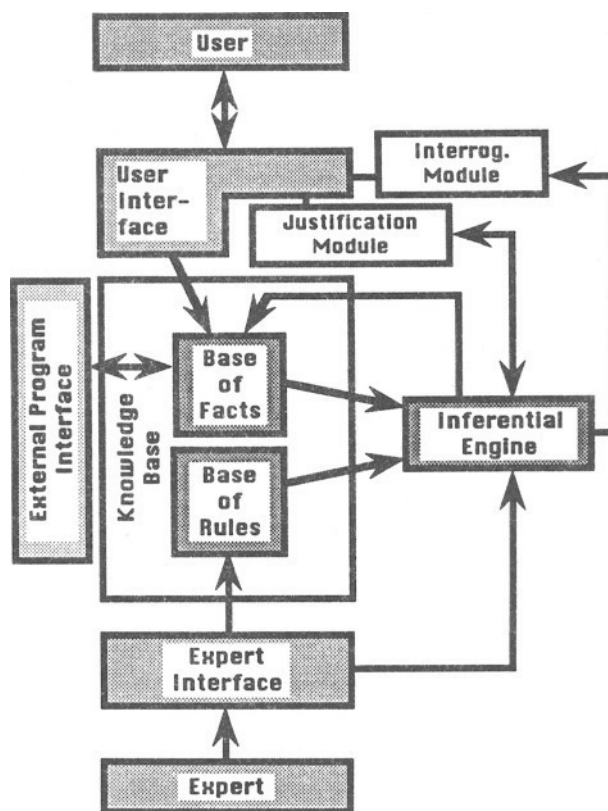 User
User
Inter-
face
Interrog.
Module
Justification
Module
External Program
Interface
Knowledge
Base
Base
of
Facts
Base
of
Rules
Inferential
Engine
Expert
Interface
Expert